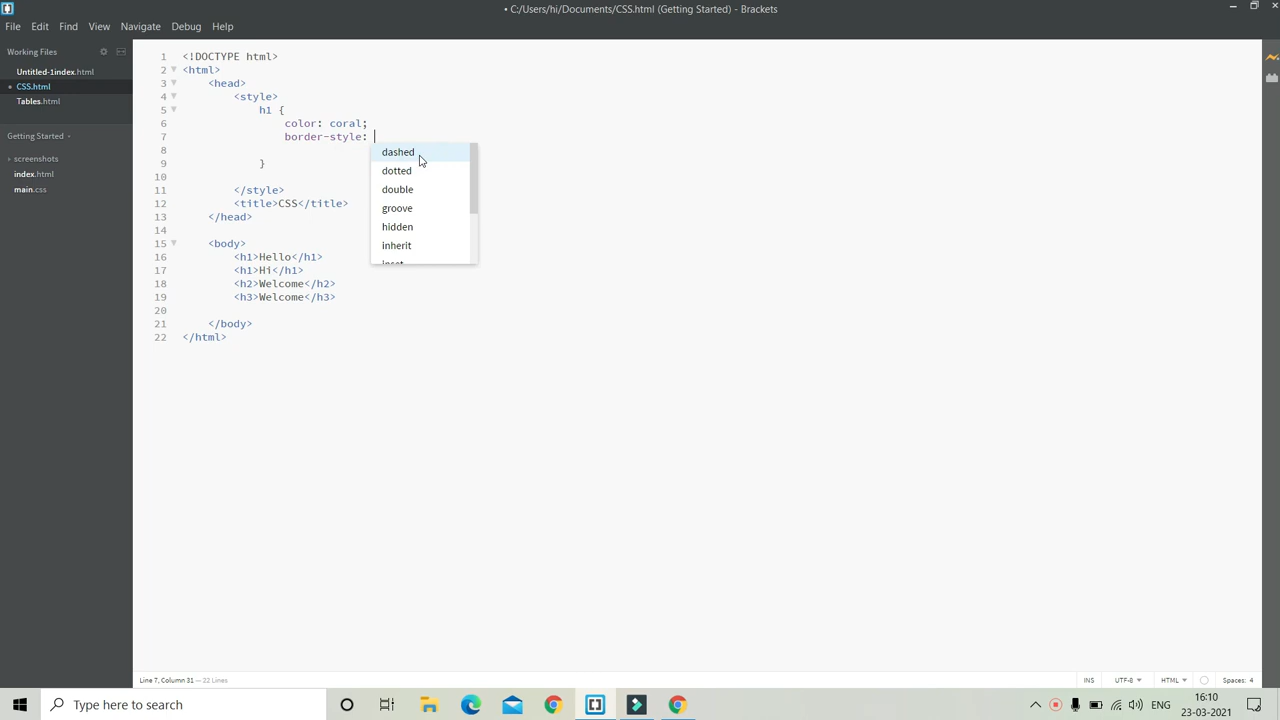 • C:/Users/hi/Documents/CSS.html (Getting Started) - Brackets
File Edit Find View Navigate Debug Help
Working Files
Untitled-1index.html
CSS.html
Tables.html
Getting Started
screenshots
index.html
main.css
1 <!DOCTYPE html>
2 <html>
3 <head>
4 <style>
5 h1 {
6 color: coral;
7 border-style:
8
9 }
10
11 </style>
12 <title>CSS</title>
13 </head>
14
15 <body>
16 <h1>Hello</h1>
17 <h1>Hi</h1>
18 <h2>Welcome</h2>
19 <h3>Welcome</h3>
20
21 </body>
22 </html>
dashed
dotted
double
groove
hidden
inherit
inset
Line 7, Column 31 — 22 Lines
INS UTF-8 HTML Spaces: 4
Type here to search
ENG
16:10
23-03-2021